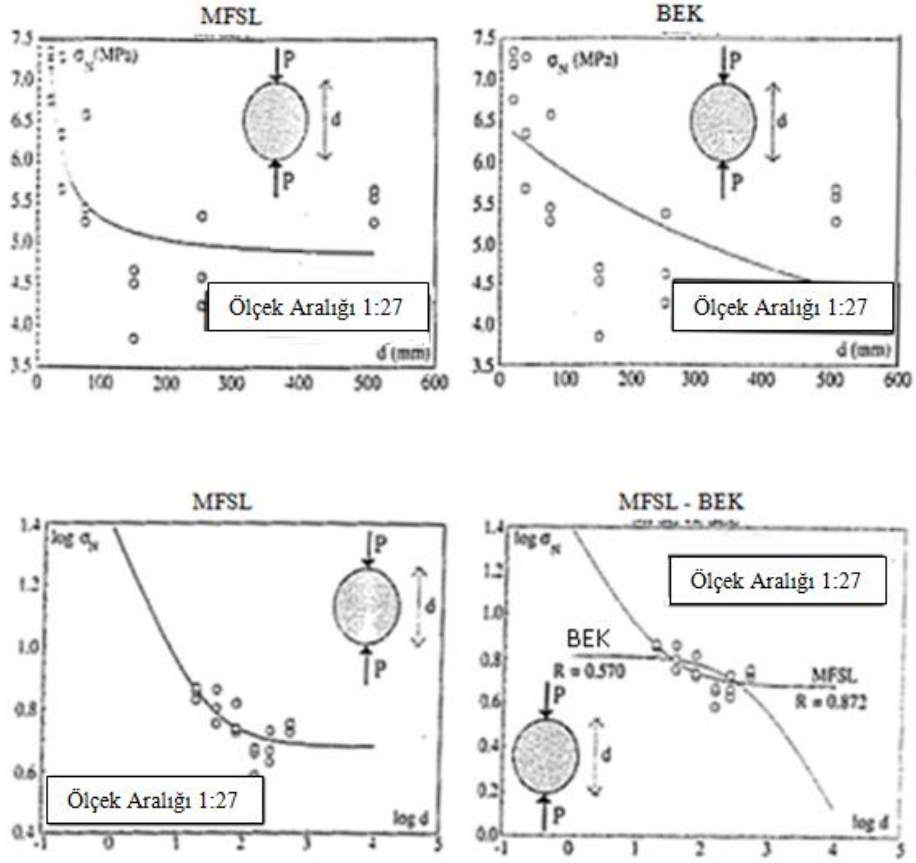 MFSL
7.5
7.0
6.5
6.0
5.5
5.0
4.5
4.0
3.5
σN (MPa)
P
d
P
Ölçek Aralığı 1:27
d (mm)
0 100 200 300 400 500 600
BEK
7.5
7.0
6.5
6.0
5.5
5.0
4.5
4.0
3.5
σN (MPa)
P
d
P
Ölçek Aralığı 1:27
d (mm)
0 100 200 300 400 500 600
MFSL
1.4
1.2
1.0
0.8
0.6
0.4
log σN
P
d
P
Ölçek Aralığı 1:27
log d
-1 0 1 2 3 4 5
MFSL - BEK
1.4
1.2
1.0
0.8
0.6
0.4
0.2
0.0
log σN
Ölçek Aralığı 1:27
BEK
R = 0.570
MFSL
R = 0.872
P
d
P
log d
-1 0 1 2 3 4 5